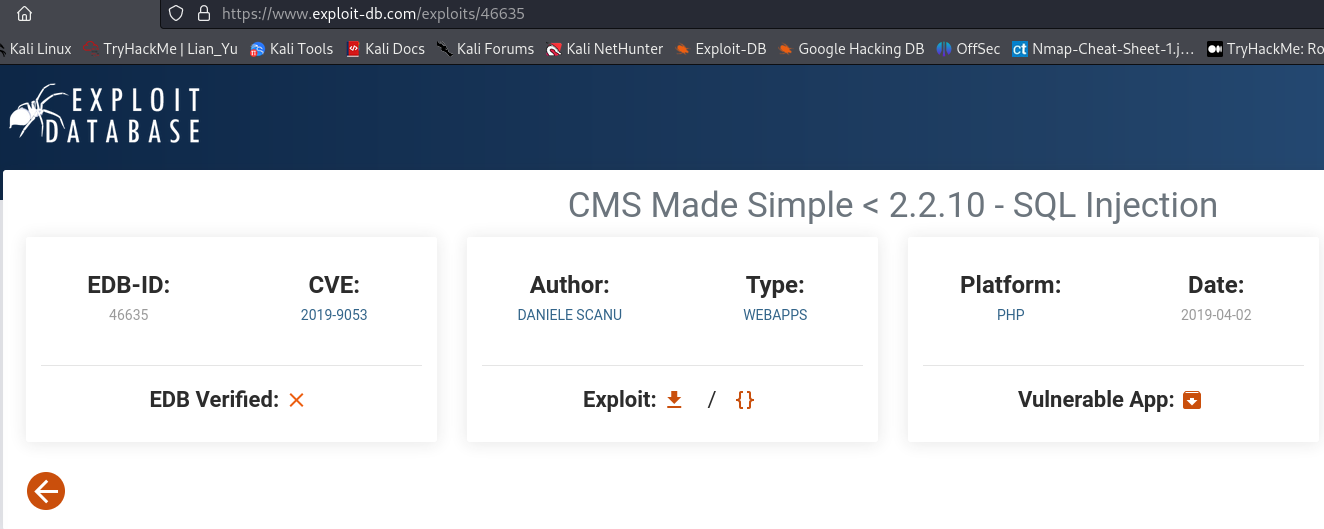 https://www.exploit-db.com/exploits/46635
Kali Linux TryHackMe | Lian_Yu Kali Tools Kali Docs Kali Forums Kali NetHunter Exploit-DB Google Hacking DB OffSec Nmap-Cheat-Sheet-1.j… TryHackMe: Ro
EXPLOIT
DATABASE
CMS Made Simple < 2.2.10 - SQL Injection
EDB-ID: CVE: Author: Type: Platform: Date:
46635 2019-9053 DANIELE SCANU WEBAPPS PHP 2019-04-02
EDB Verified: Exploit: / {} Vulnerable App: